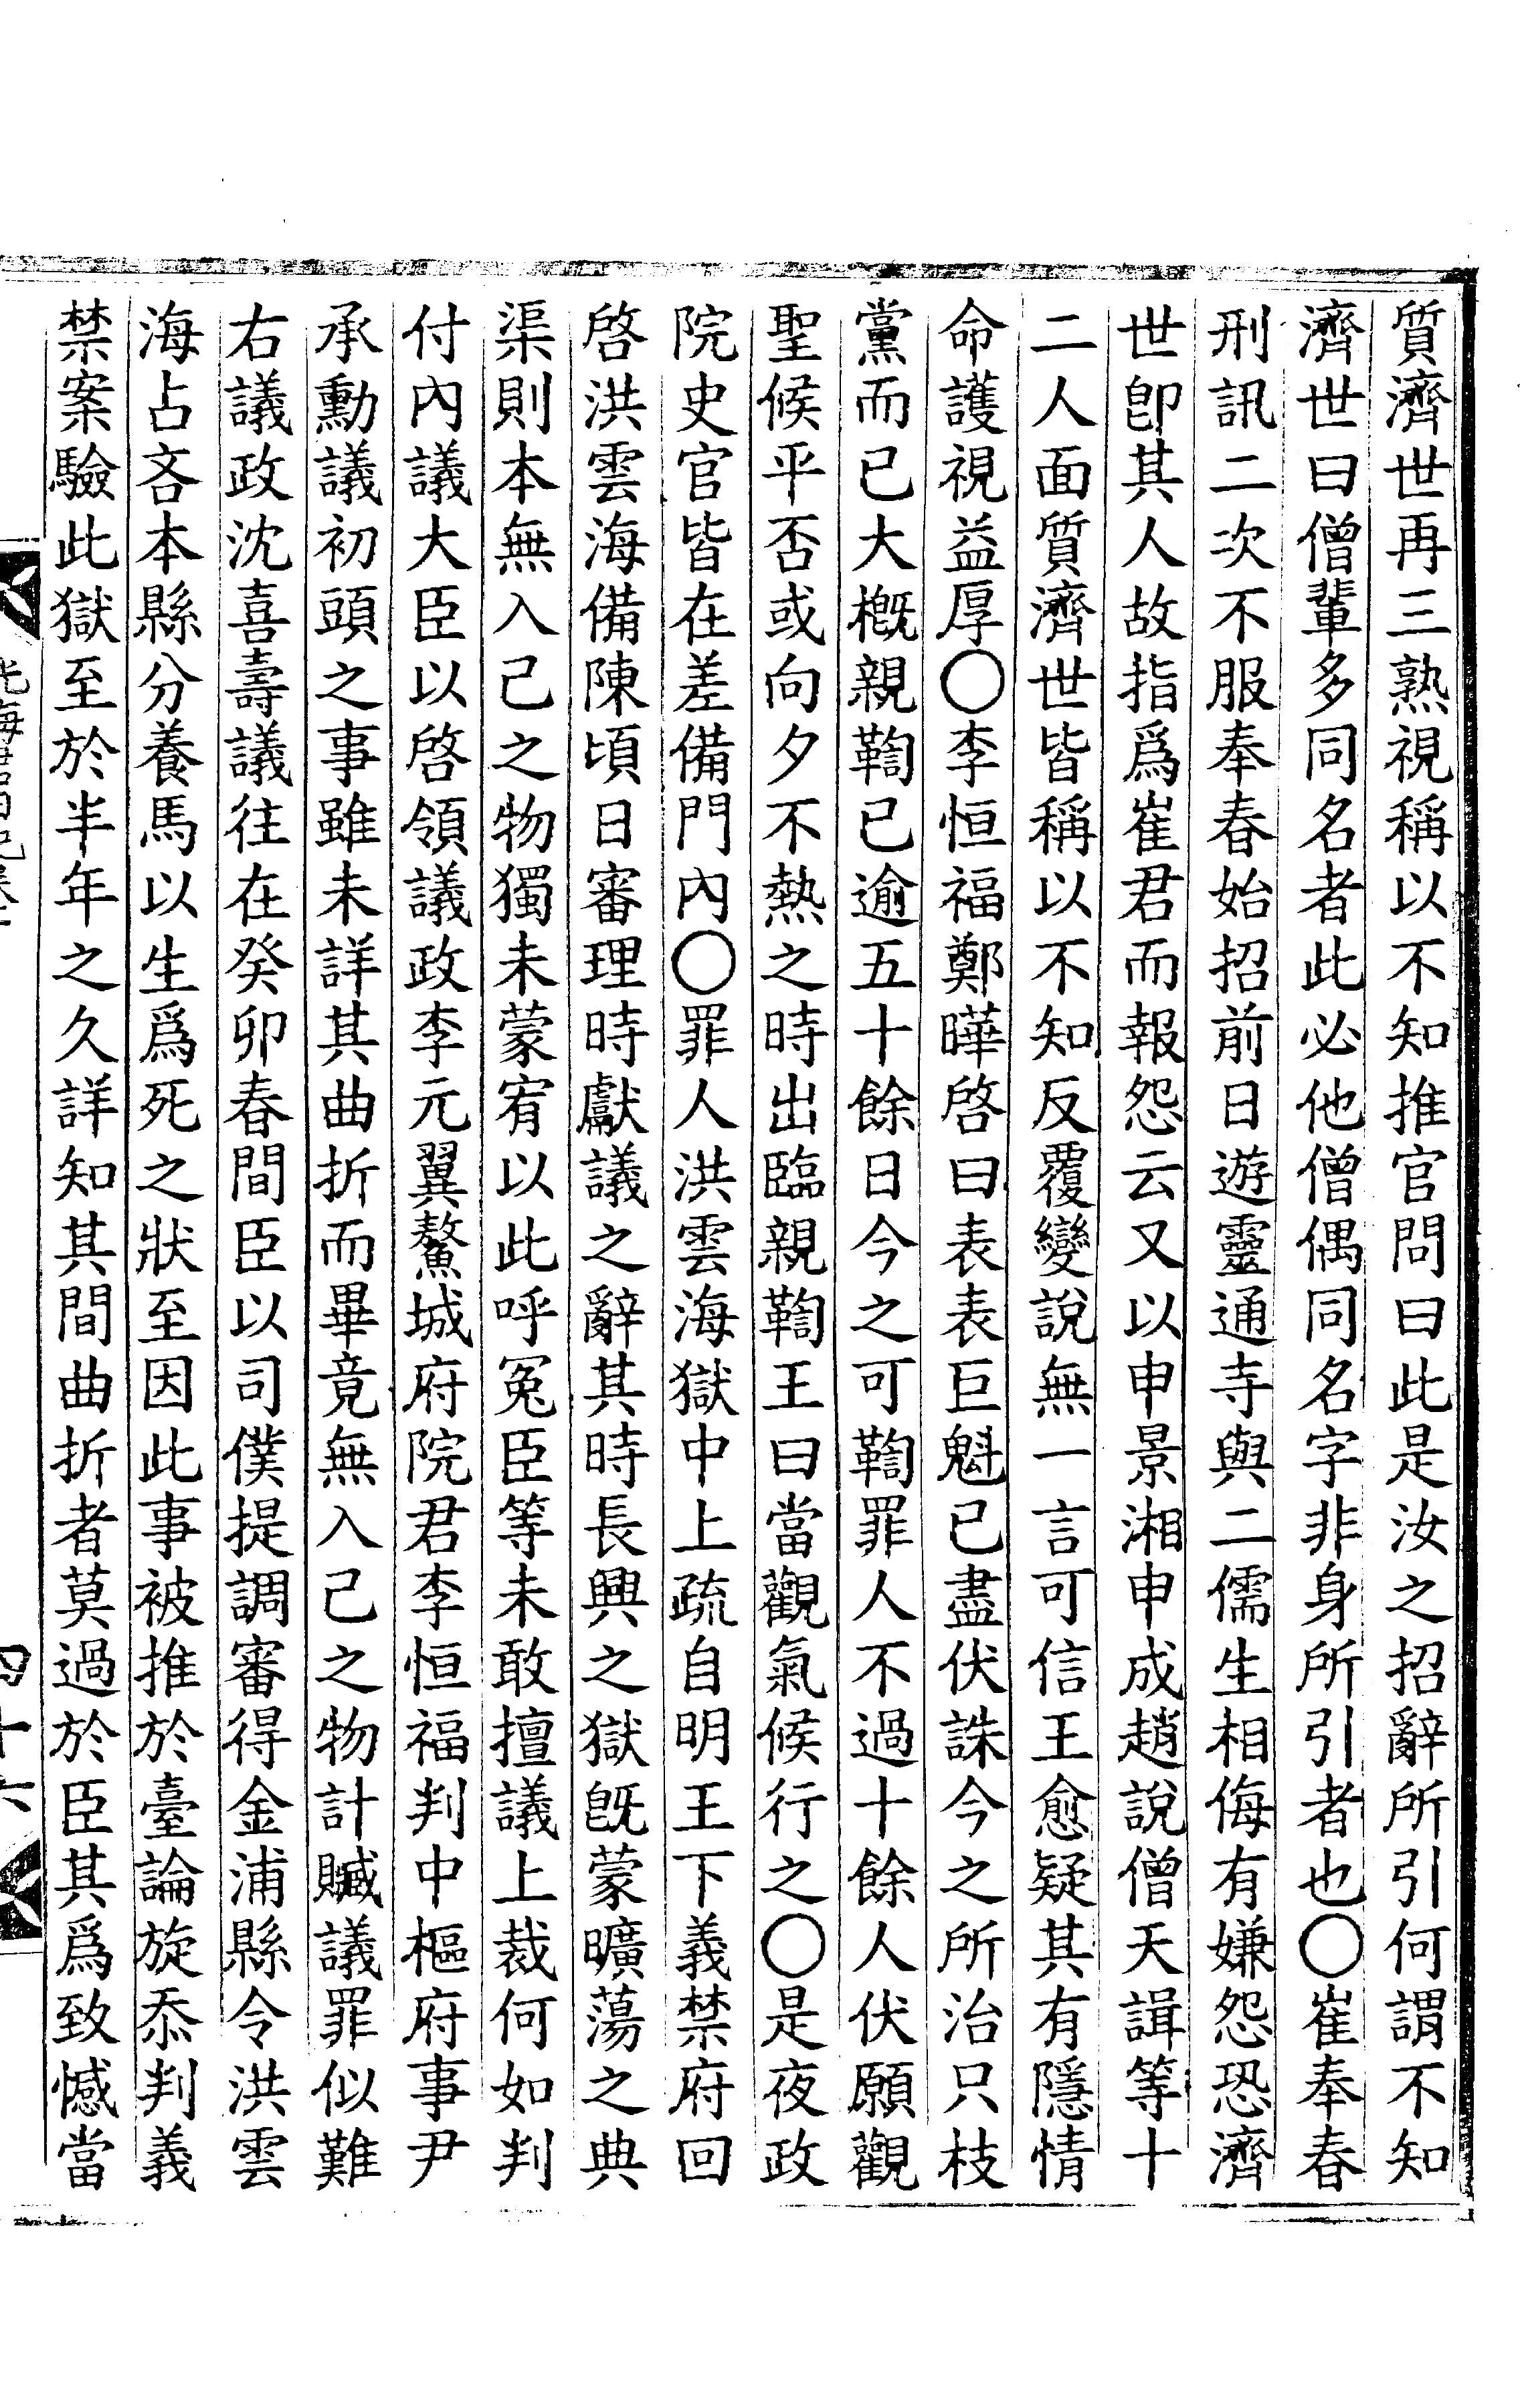 質濟世再三熟視稱以不知推官問曰此是汝之招辭所引何謂不知
濟世曰僧輩多同名者此必他僧偶同名字非身所引者也○崔奉春
刑訊二次不服奉春始招前日遊靈通寺與二儒生相侮有嫌怨恐濟
世卽其人故指爲崔君而報怨云又以申景湘申成趙說僧天諿等十
二人面質濟世皆稱以不知反覆變說無一言可信王愈疑其有隱情
命護視益厚○李恒福鄭曄啓曰表表巨魁已盡伏誅今之所治只枝
黨而已大槪親鞫已逾五十餘日今之可鞫罪人不過十餘人伏願觀
聖候平否或向夕不熱之時出臨親鞫王曰當觀氣候行之○是夜政
院史官皆在差備門內○罪人洪雲海獄中上疏自明王下義禁府回
啓洪雲海備陳頃日審理時獻議之辭其時長興之獄旣蒙曠蕩之典
渠則本無入己之物獨未蒙宥以此呼冤臣等未敢擅議上裁何如判
付內議大臣以啓領議政李元翼鰲城府院君李恒福判中樞府事尹
承勳議初頭之事雖未詳其曲折而畢竟無入己之物計贓議罪似難
右議政沈喜壽議往在癸卯春間臣以司僕提調審得金浦縣令洪雲
海占吝本縣分養馬以生爲死之狀至因此事被推於臺論旋忝判義
禁案驗此獄至於半年之久詳知其間曲折者莫過於臣其爲致憾當
光海君日記卷十
四十六